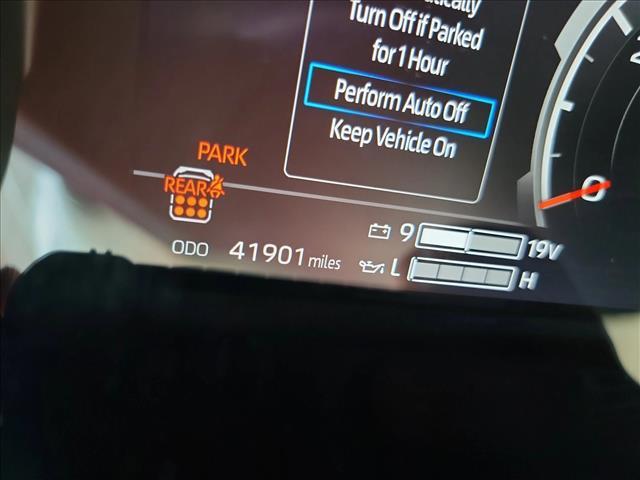 Turn Off if Parked
for 1 Hour
Perform Auto Off
Keep Vehicle On
PARK
REAR
ODO 41901 miles
9 19V
L H
0